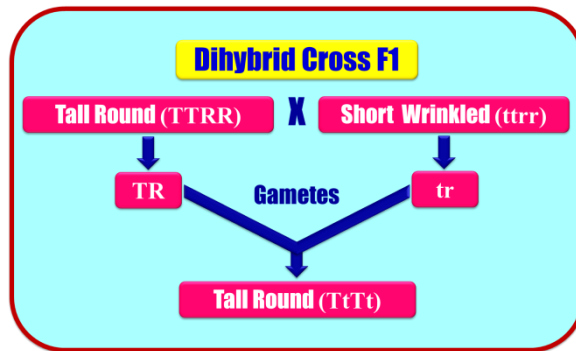 Dihybrid Cross F1
Tall Round (TTRR) X Short Wrinkled (ttrr)
TR Gametes tr
Tall Round (TtTt)